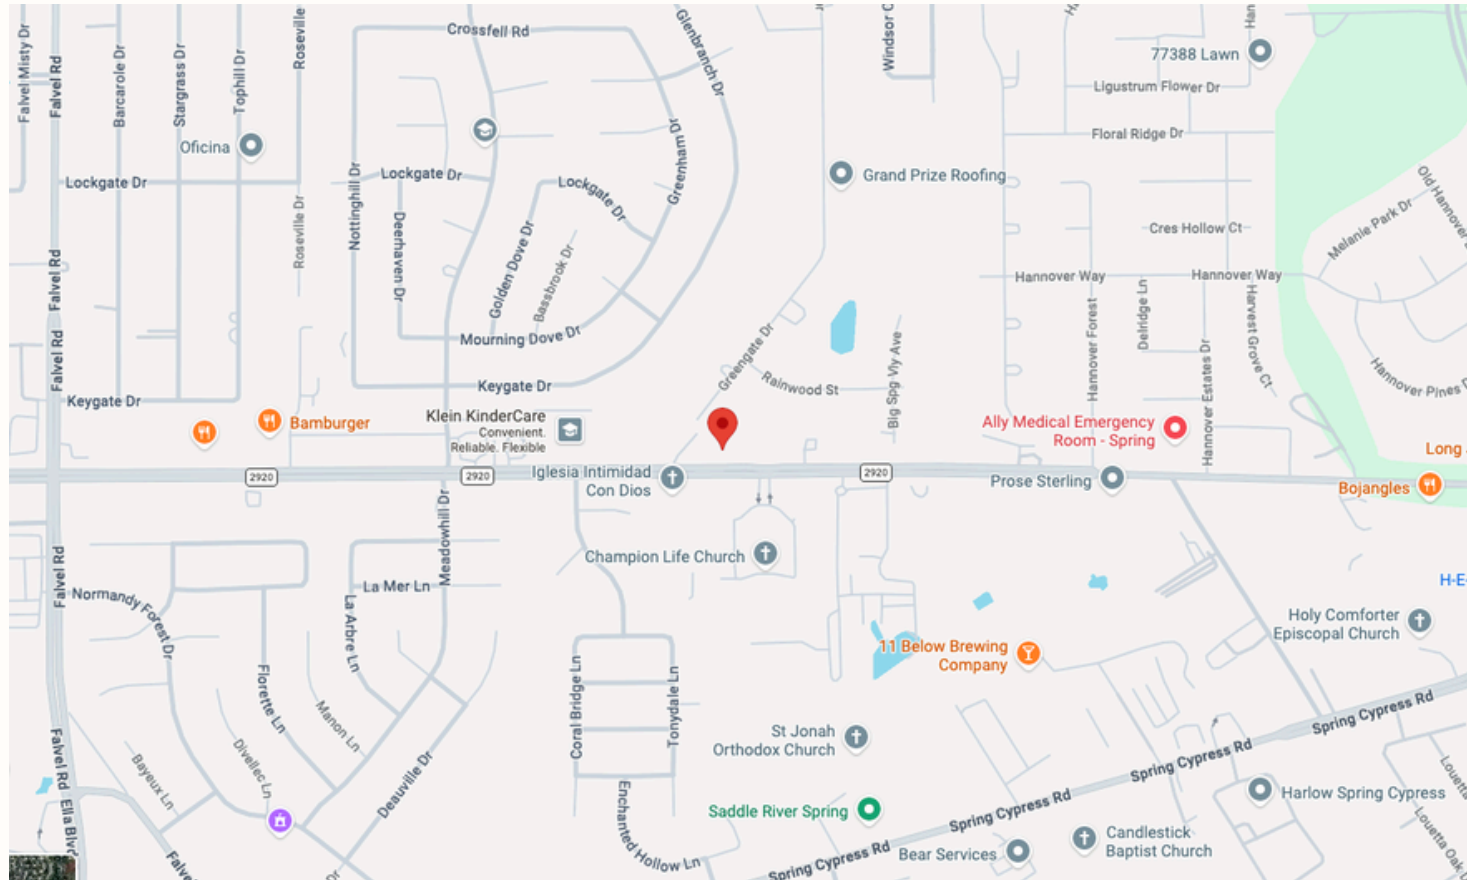 Falvel Misty Dr
Falvel Rd
Barcarole Dr
Stargrass Dr
Tophill Dr
Roseville
Crossfell Rd
Glenbranch Dr
Windsor
77388 Lawn
Ligustrum Flower Dr
Floral Ridge Dr
Oficina
Lockgate Dr
Nottinghill Dr
Lockgate Dr
Lockgate Dr
Greenham Dr
Grand Prize Roofing
Old Hannover
Melanie Park Dr
Roseville Dr
Deerhaven Dr
Golden Dove Dr
Bassbrook Dr
Cres Hollow Ct
Falvel Rd
Hannover Way
Hannover Way
Hannover Forest
Delridge Ln
Harvest Grove Ct
Falvel Rd
Mourning Dove Dr
Greengate Dr
Rainwood St
Big Spg Vly Ave
Hannover Estates Dr
Hannover Pines D
Keygate Dr
Keygate Dr
Bamburger
Klein KinderCare
Convenient.
Reliable. Flexible
Ally Medical Emergency
Room - Spring
Long
2920
2920
Iglesia Intimidad
Con Dios
2920
Prose Sterling
Bojangles
Falvel Rd
Meadowhill Dr
Champion Life Church
H-E-
Normandy Forest Dr
La Mer Ln
La Arbre Ln
Holy Comforter
Episcopal Church
11 Below Brewing
Company
Florette Ln
Manon Ln
Coral Bridge Ln
Tonydale Ln
Falvel Rd
Divellec Ln
Bayeux Ln
Deauville Dr
St Jonah
Orthodox Church
Spring Cypress Rd
Spring Cypress Rd
Ella Blvd
Enchanted Hollow Ln
Saddle River Spring
Spring Cypress Rd
Harlow Spring Cypress
Louetta
Louetta Oak
Spring Cypress Rd
Bear Services
Candlestick
Baptist Church
Falve
Dr